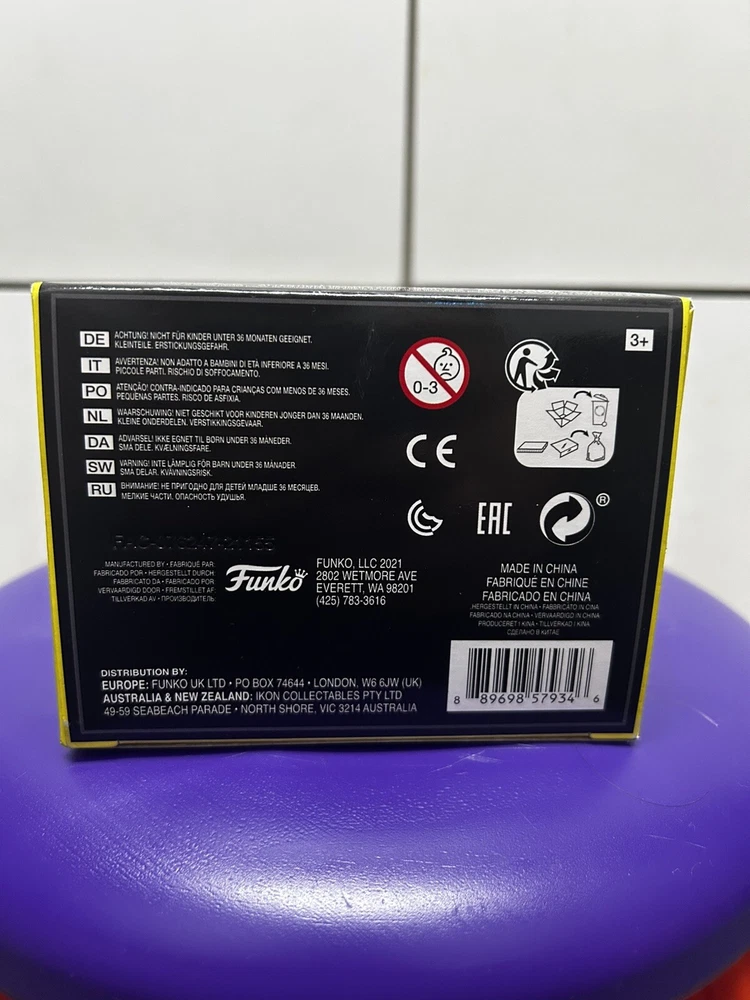 DE ACHTUNG! NICHT FÜR KINDER UNTER 36 MONATEN GEEIGNET.
KLEINTEILE. ERSTICKUNGSGEFAHR.
IT AVVERTENZA! NON ADATTO A BAMBINI DI ETÀ INFERIORE A 36 MESI.
PICCOLE PARTI. RISCHIO DI SOFFOCAMENTO.
PO ATENÇÃO! CONTRA-INDICADO PARA CRIANÇAS COM MENOS DE 36 MESES.
PEQUENAS PARTES. RISCO DE ASFIXIA.
NL WAARSCHUWING! NIET GESCHIKT VOOR KINDEREN JONGER DAN 36 MAANDEN.
KLEINE ONDERDELEN. VERSTIKKINGSGEVAAR.
DA ADVARSEL! IKKE EGNET TIL BØRN UNDER 36 MÅNEDER.
SMÅ DELE. KVÆLNINGSFARE.
SW VARNING! INTE LÄMPLIG FÖR BARN UNDER 36 MÅNADER.
SMÅ DELAR. KVÄVNINGSRISK.
RU ВНИМАНИЕ! НЕ ПРИГОДНО ДЛЯ ДЕТЕЙ МЛАДШЕ 36 МЕСЯЦЕВ.
МЕЛКИЕ ЧАСТИ. ОПАСНОСТЬ УДУШЬЯ.
0-3
3+
CE
EAC
®
MANUFACTURED BY • FABRIQUÉ PAR
FABRICADO POR • HERGESTELLT DURCH
FABBRICATO DA • FABRICADO POR
VERVAARDIGD DOOR • FREMSTILLET AF:
TILLVERKAD AV • ПРОИЗВОДИТЕЛЬ:
Funko
FUNKO, LLC 2021
2802 WETMORE AVE
EVERETT, WA 98201
(425) 783-3616
MADE IN CHINA
FABRIQUÉ EN CHINE
FABRICADO EN CHINA
HERGESTELLT IN CHINA • FABBRICATO IN CINA
FABRICADO NA CHINA • VERVAARDIGD IN CHINA
PRODUCERET I KINA • TILLVERKAD I KINA
СДЕЛАНО В КИТАЕ
DISTRIBUTION BY:
EUROPE: FUNKO UK LTD • PO BOX 74644 • LONDON, W6 6JW (UK)
AUSTRALIA & NEW ZEALAND: IKON COLLECTABLES PTY LTD
49-59 SEABEACH PARADE • NORTH SHORE, VIC 3214 AUSTRALIA
8 89698 57934 6